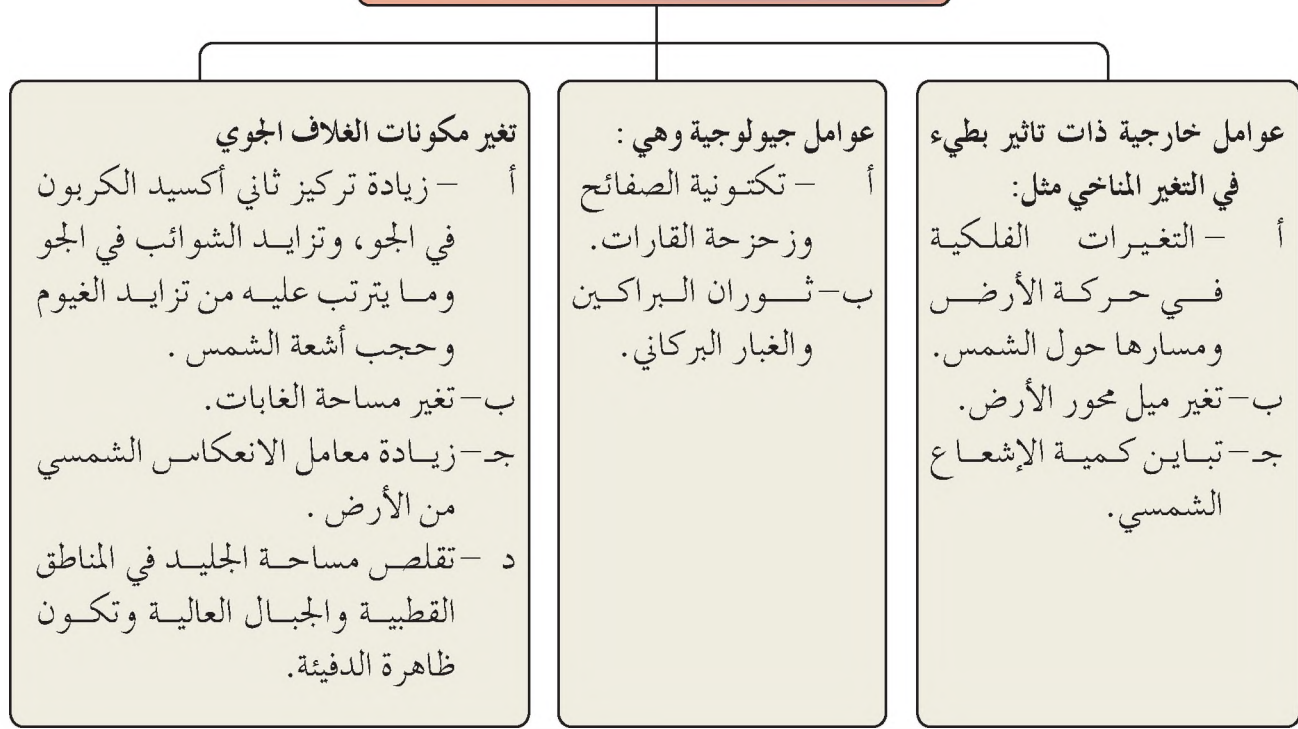 عوامل خارجية ذات تاثير بطيء
في التغير المناخي مثل:
أ – التغيرات الفلكية
في حركة الأرض
ومسارها حول الشمس.
ب– تغير ميل محور الأرض.
جـ– تباين كمية الإشعاع
الشمسي.
عوامل جيولوجية وهي :
أ – تكتونية الصفائح
وزحزحة القارات.
ب– ثوران البراكين
والغبار البركاني.
تغير مكونات الغلاف الجوي
أ – زيادة تركيز ثاني أكسيد الكربون
في الجو، وتزايد الشوائب في الجو
وما يترتب عليه من تزايد الغيوم
وحجب أشعة الشمس .
ب– تغير مساحة الغابات.
جـ– زيادة معامل الانعكاس الشمسي
من الأرض .
د – تقلص مساحة الجليد في المناطق
القطبية والجبال العالية وتكون
ظاهرة الدفيئة.